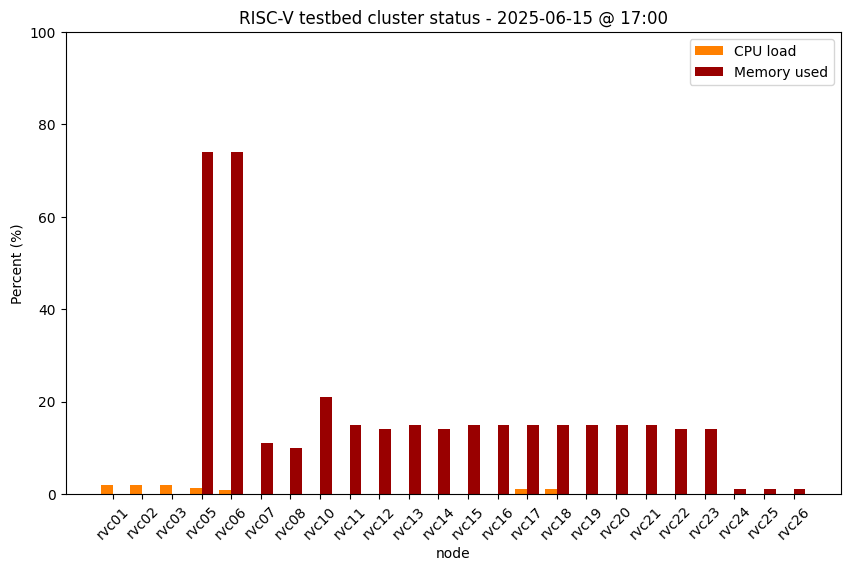 RISC-V testbed cluster status - 2025-06-15 @ 17:00
CPU load
Memory used
Percent (%)
100
80
60
40
20
0
rvc01 rvc02 rvc03 rvc05 rvc06 rvc07 rvc08 rvc10 rvc11 rvc12 rvc13 rvc14 rvc15 rvc16 rvc17 rvc18 rvc19 rvc20 rvc21 rvc22 rvc23 rvc24 rvc25 rvc26
node